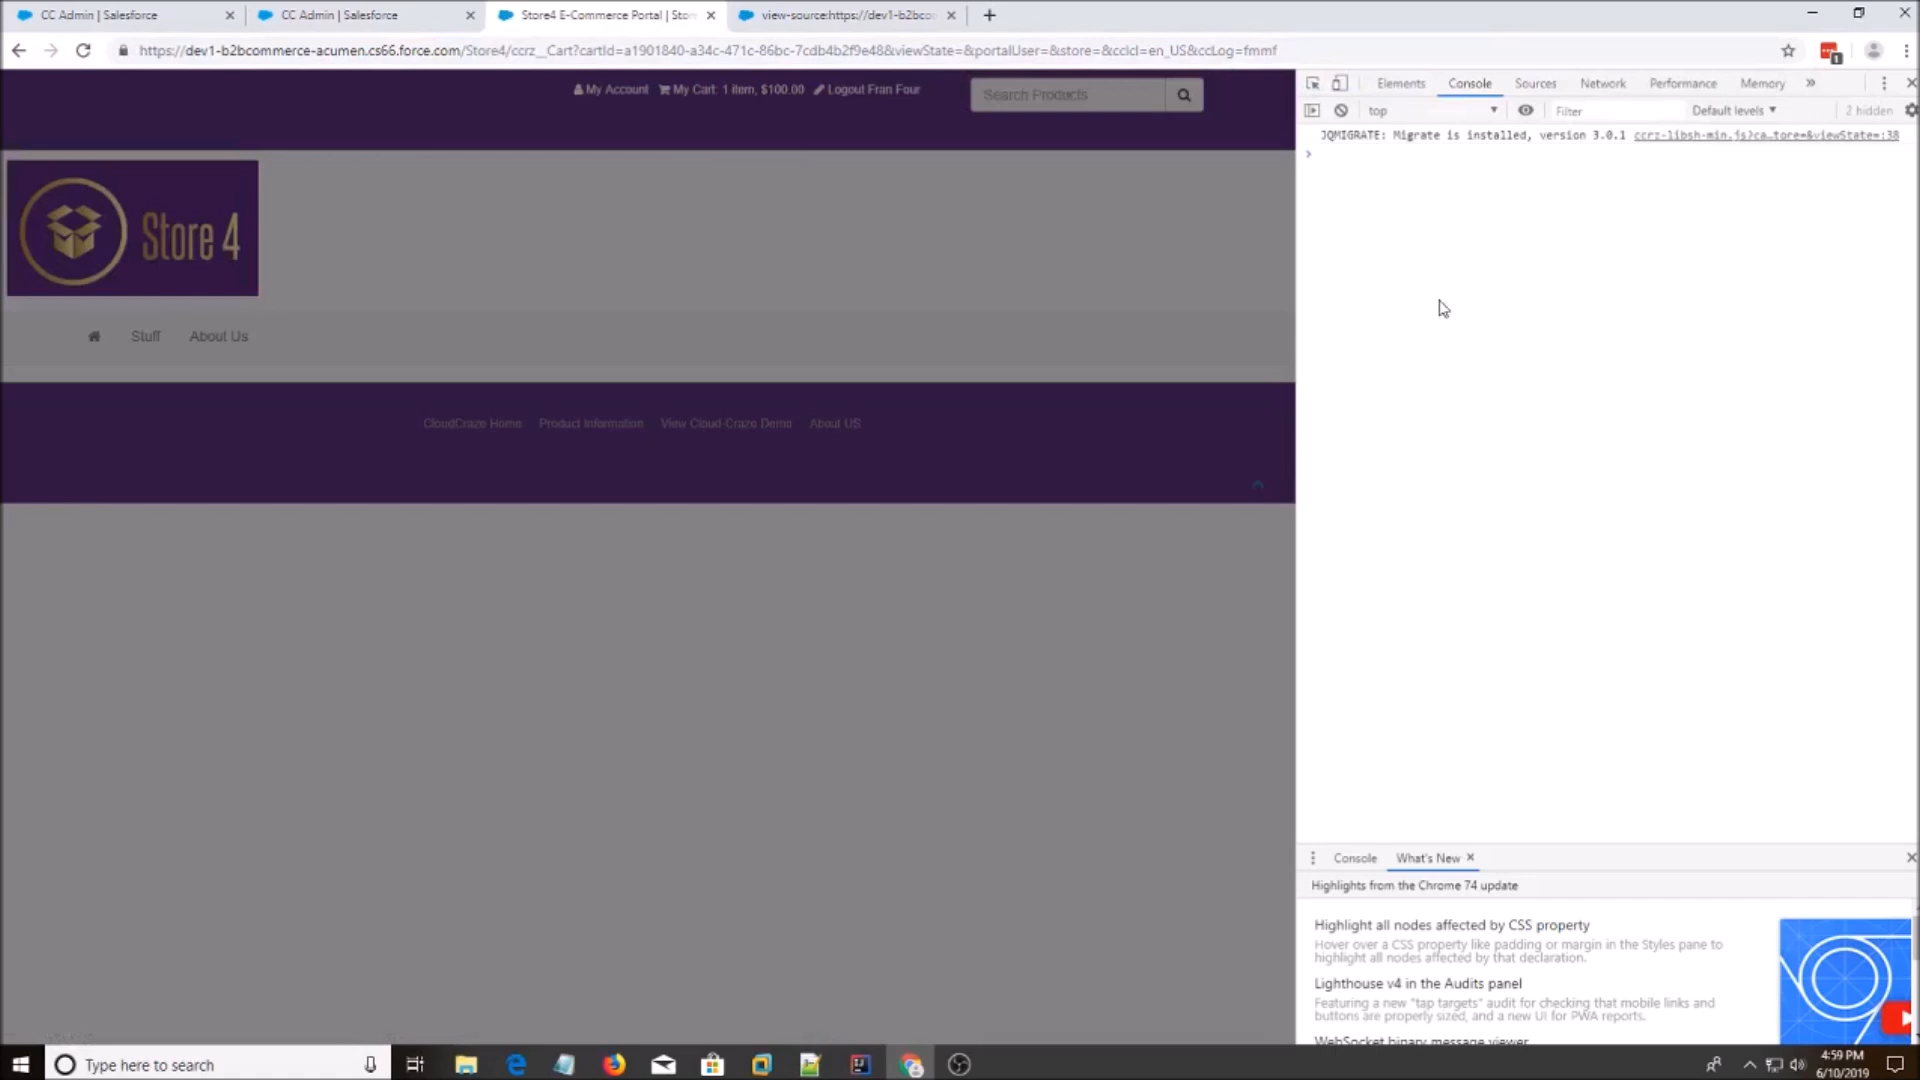 CC Admin | Salesforce
CC Admin | Salesforce
Store4 E-Commerce Portal | Stor
view-source:https://dev1-b2bco
https://dev1-b2bcommerce-acumen.cs66.force.com/Store4/ccrz__Cart?cartId=a1901840-a34c-471c-86bc-7cdb4b2f9e48&viewState=&portalUser=&store=&cclcl=en_US&ccLog=fmmf
1
My Account My Cart: 1 item, $100.00 Logout Fran Four
Search Products
Store 4
Stuff About Us
CloudCraze Home Product Information View Cloud Craze Demo About US
Elements Console Sources Network Performance Memory »
top Filter Default levels 2 hidden
JQMIGRATE: Migrate is installed, version 3.0.1 ccrz-libsh-min.js?ca…tore=&viewState=:38
Console What's New
Highlights from the Chrome 74 update
Highlight all nodes affected by CSS property
Hover over a CSS property like padding or margin in the Styles pane to
highlight all nodes affected by that declaration.
Lighthouse v4 in the Audits panel
Featuring a new "tap targets" audit for checking that mobile links and
buttons are properly sized, and a new UI for PWA reports.
WebSocket binary message viewer
Type here to search
4:59 PM
6/10/2019